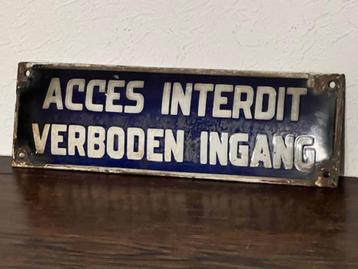 ACCES INTERDIT
VERBODEN INGANG